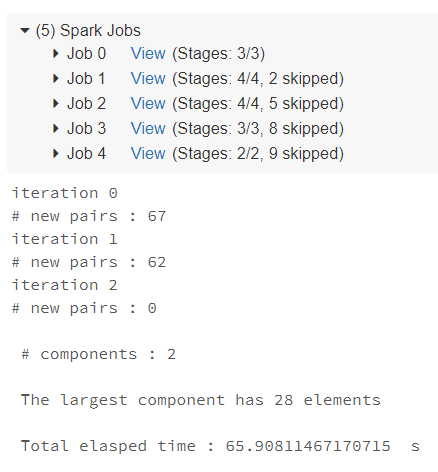 (5) Spark Jobs
Job 0 View (Stages: 3/3)
Job 1 View (Stages: 4/4, 2 skipped)
Job 2 View (Stages: 4/4, 5 skipped)
Job 3 View (Stages: 3/3, 8 skipped)
Job 4 View (Stages: 2/2, 9 skipped)
iteration 0
# new pairs : 67
iteration 1
# new pairs : 62
iteration 2
# new pairs : 0
# components : 2
The largest component has 28 elements
Total elasped time : 65.90811467170715 s